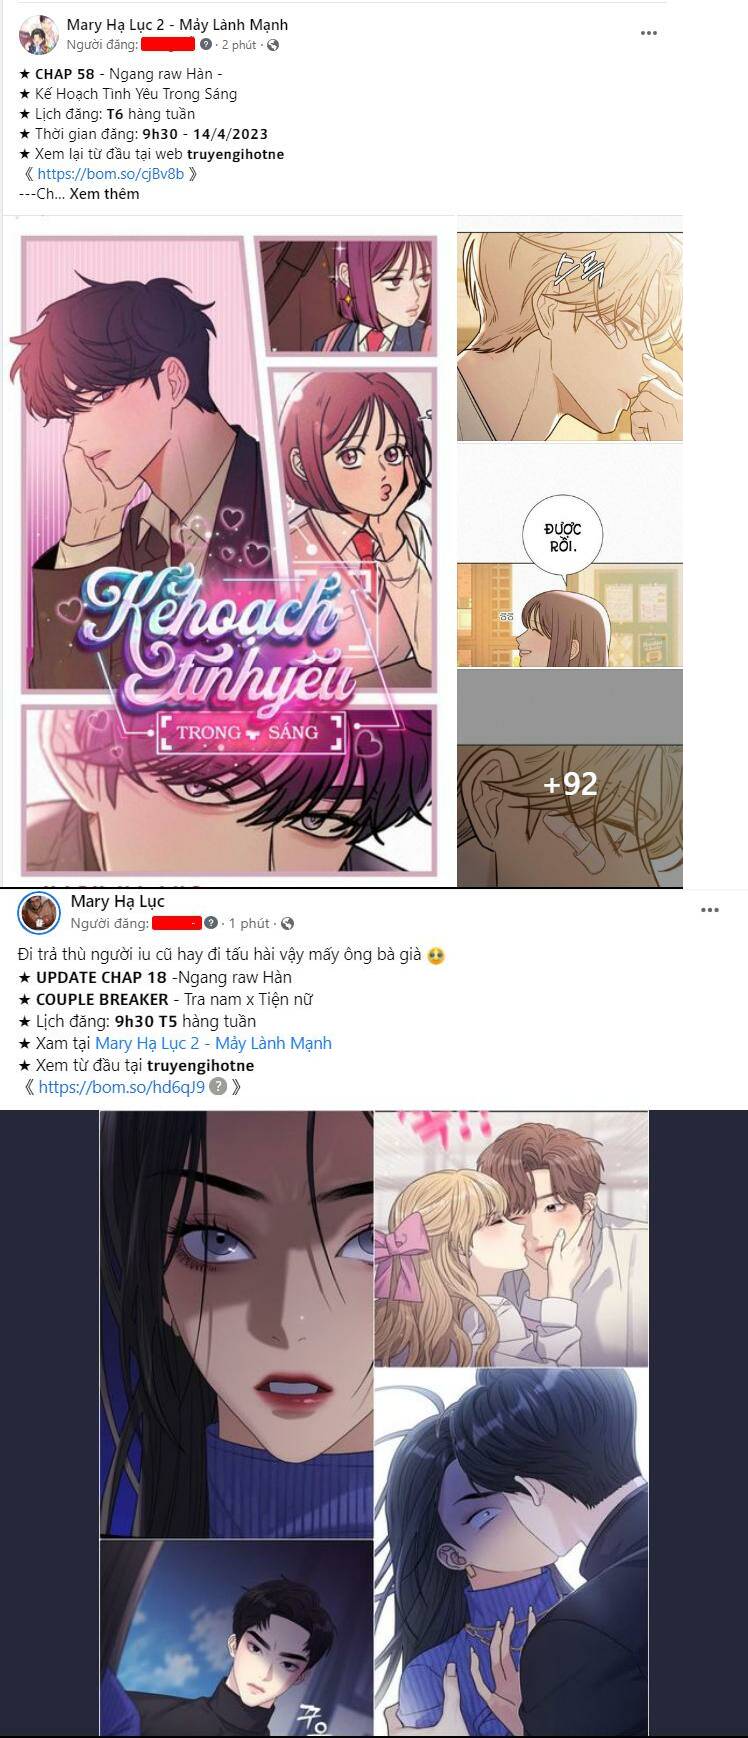 Mary Hạ Lục 2 - Mảy Lành Mạnh
Người đăng: · 2 phút ·
★ CHAP 58 - Ngang raw Hàn -
★ Kế Hoạch Tình Yêu Trong Sáng
★ Lịch đăng: T6 hàng tuần
★ Thời gian đăng: 9h30 - 14/4/2023
★ Xem lại từ đầu tại web truyengihotne
《 https://bom.so/cjBv8b 》
---Ch... Xem thêm
스륵
ĐƯỢC
RỒI.
Kế hoạch
tình yêu
TRONG SÁNG
+92
Mary Hạ Lục
Người đăng: · 1 phút ·
Đi trả thù người iu cũ hay đi tấu hài vậy mấy ông bà già 🥹
★ UPDATE CHAP 18 -Ngang raw Hàn
★ COUPLE BREAKER - Tra nam x Tiện nữ
★ Lịch đăng: 9h30 T5 hàng tuần
★ Xam tại Mary Hạ Lục 2 - Mảy Lành Mạnh
★ Xem từ đầu tại truyengihotne
《 https://bom.so/hd6qJ9 ? 》